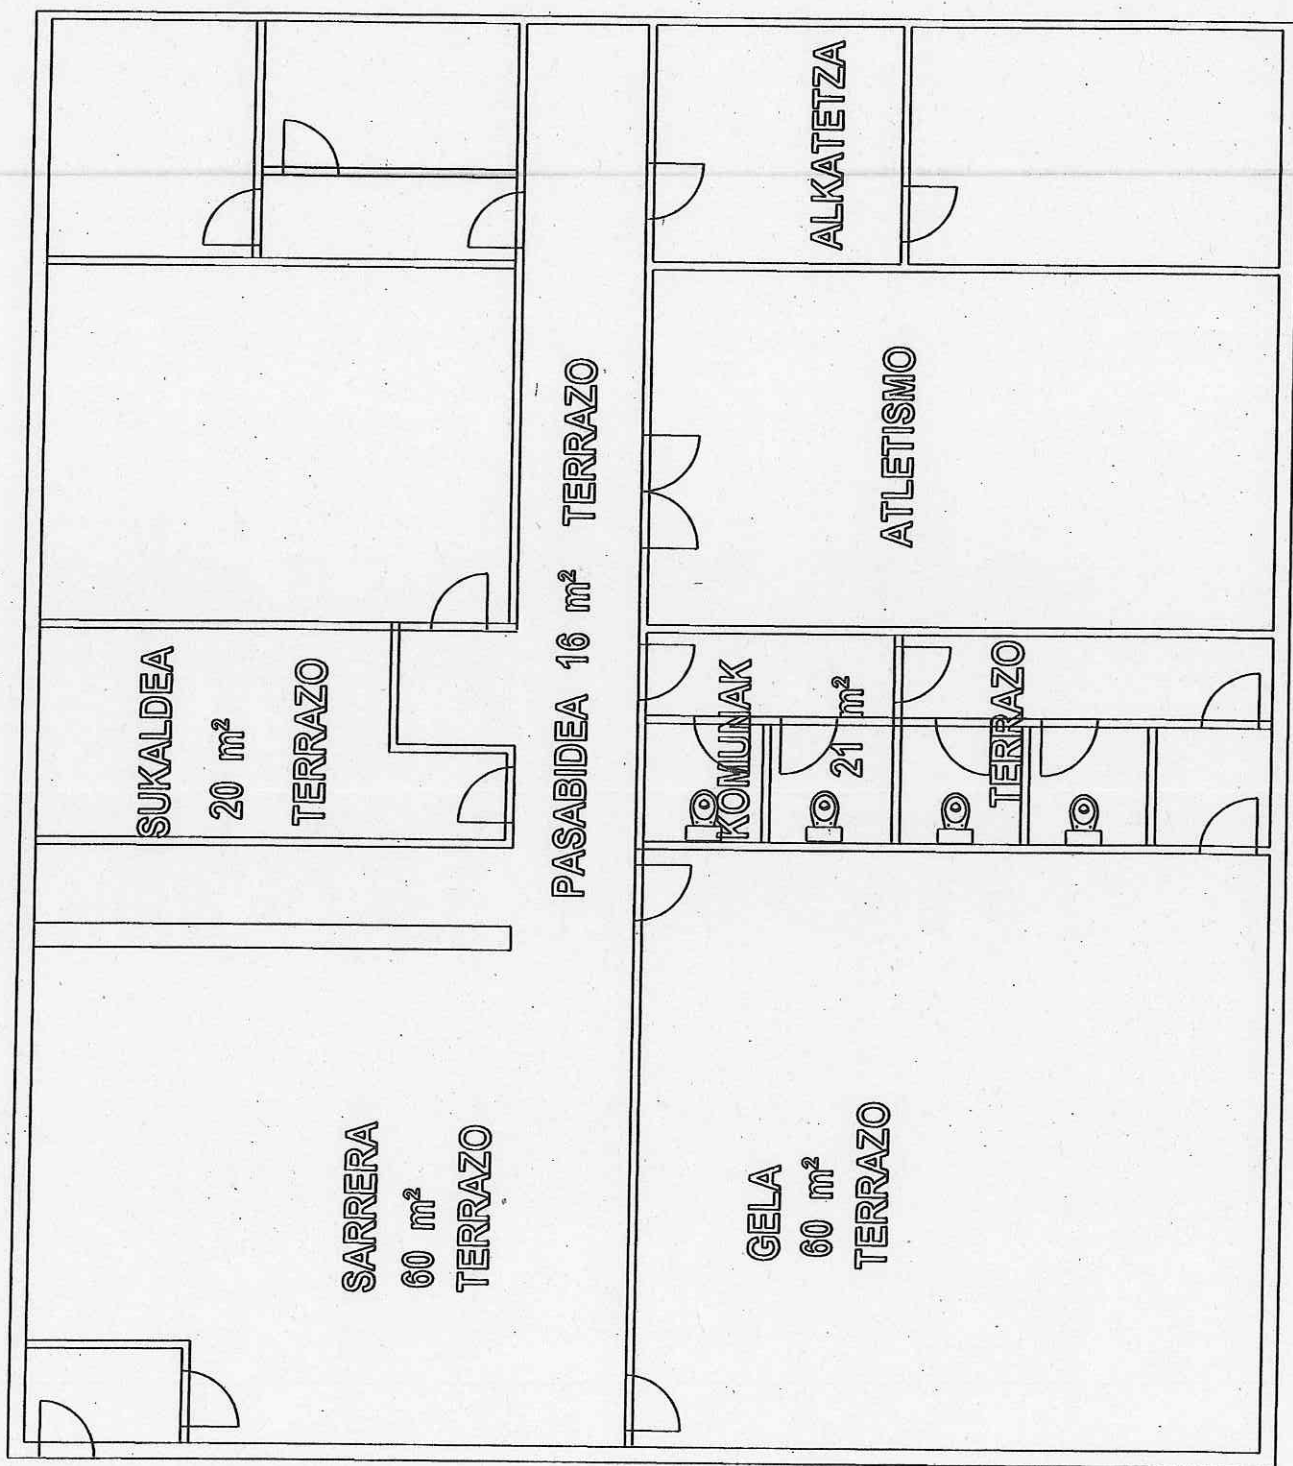 ALKATETZA
ATLETISMO
PASABIDEA 16 m² TERRAZO
SUKALDEA
20 m²
TERRAZO
KOMUNAK
21 m²
TERRAZO
SARRERA
60 m²
TERRAZO
GELA
60 m²
TERRAZO